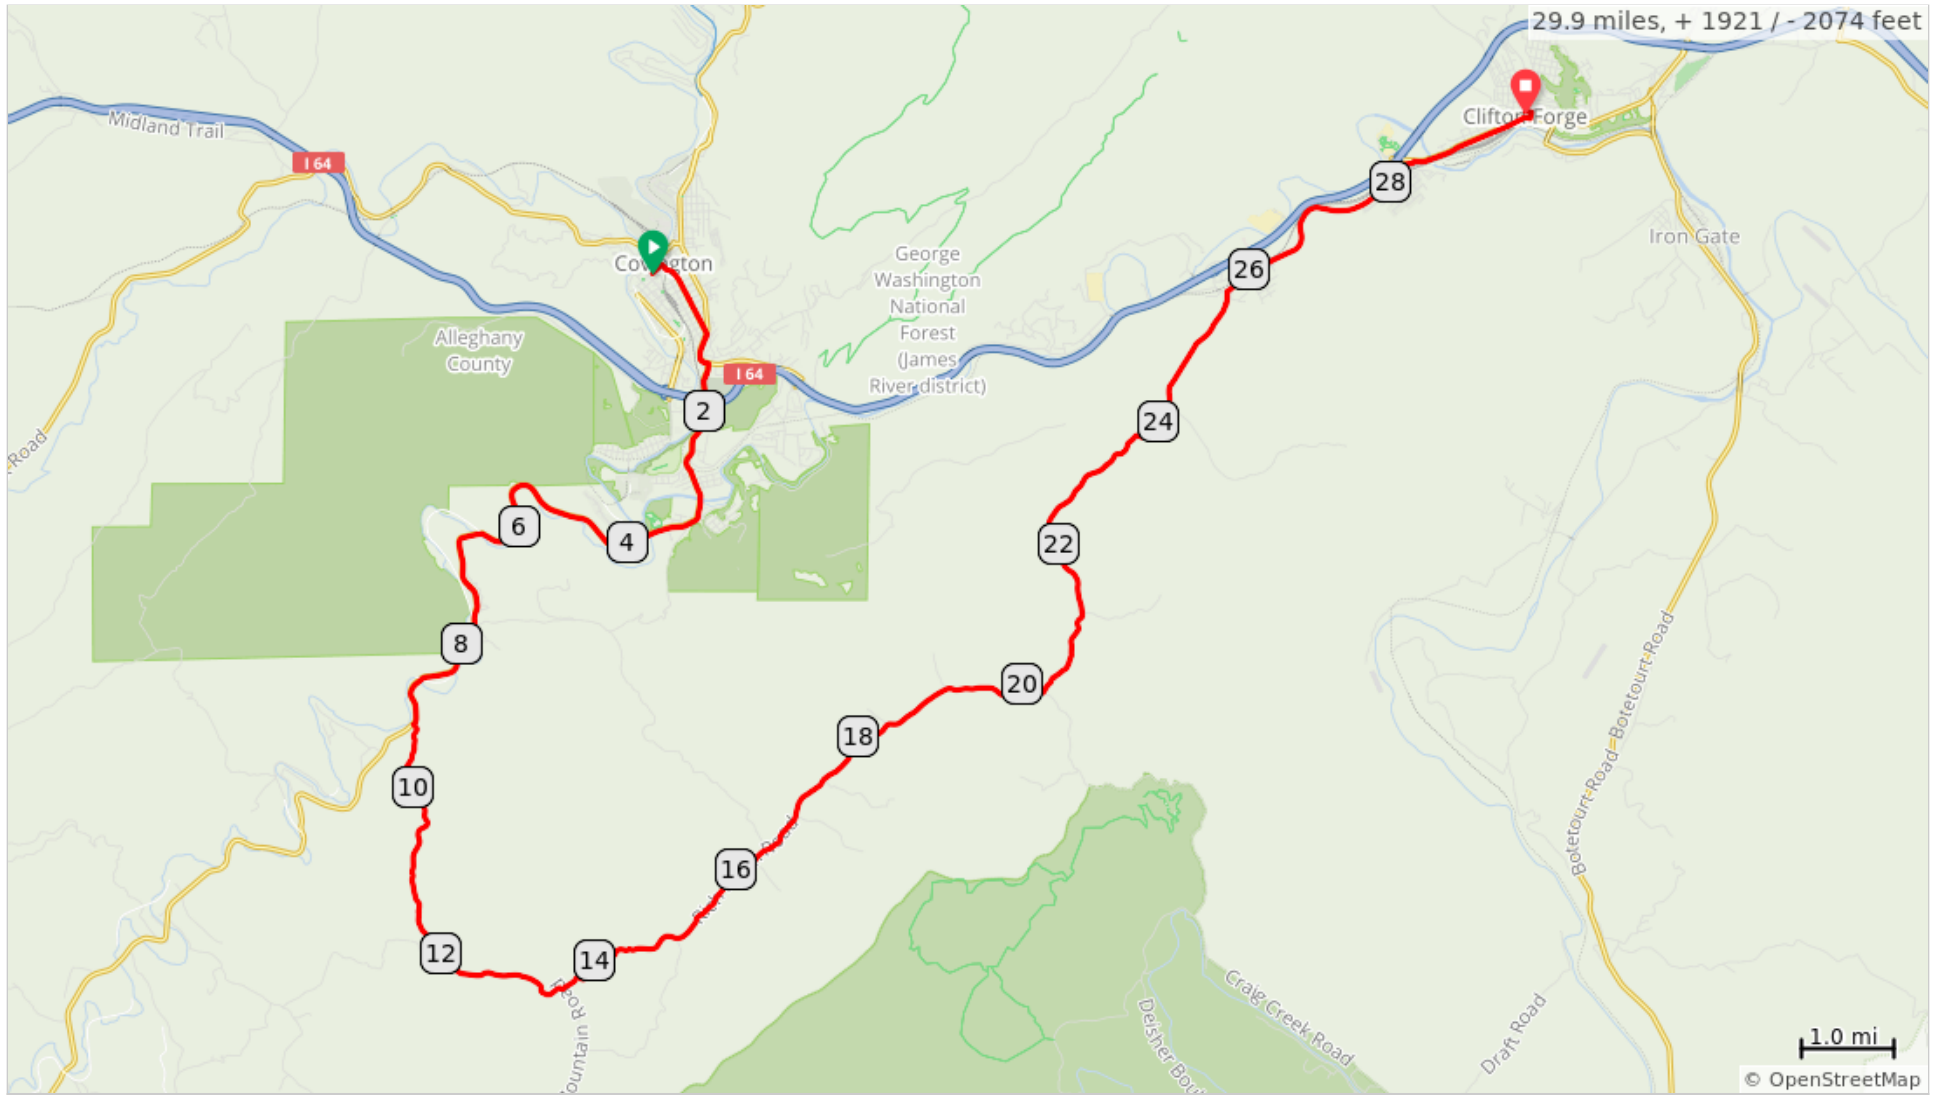 29.9 miles, + 1921 / - 2074 feet
Midland Trail
I 64
Clifton Forge
28
Iron Gate
Covington
George
Washington
National
Forest
(James
River district)
26
Alleghany
County
I 64
2
24
Road
6
4
22
8
20
18
10
Botetourt Road
Botetourt Road
Road
16
12
14
Road
Craig Creek Road
Deisher
Draft Road
1.0 mi
© OpenStreetMap